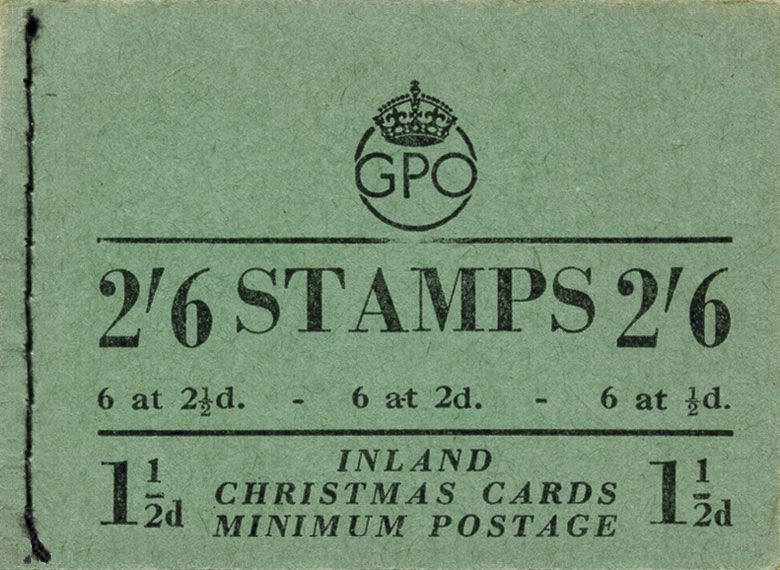 GPO
2'6 STAMPS 2'6
6 at 2½d. - 6 at 2d. - 6 at ½d.
1½d INLAND CHRISTMAS CARDS MINIMUM POSTAGE 1½d